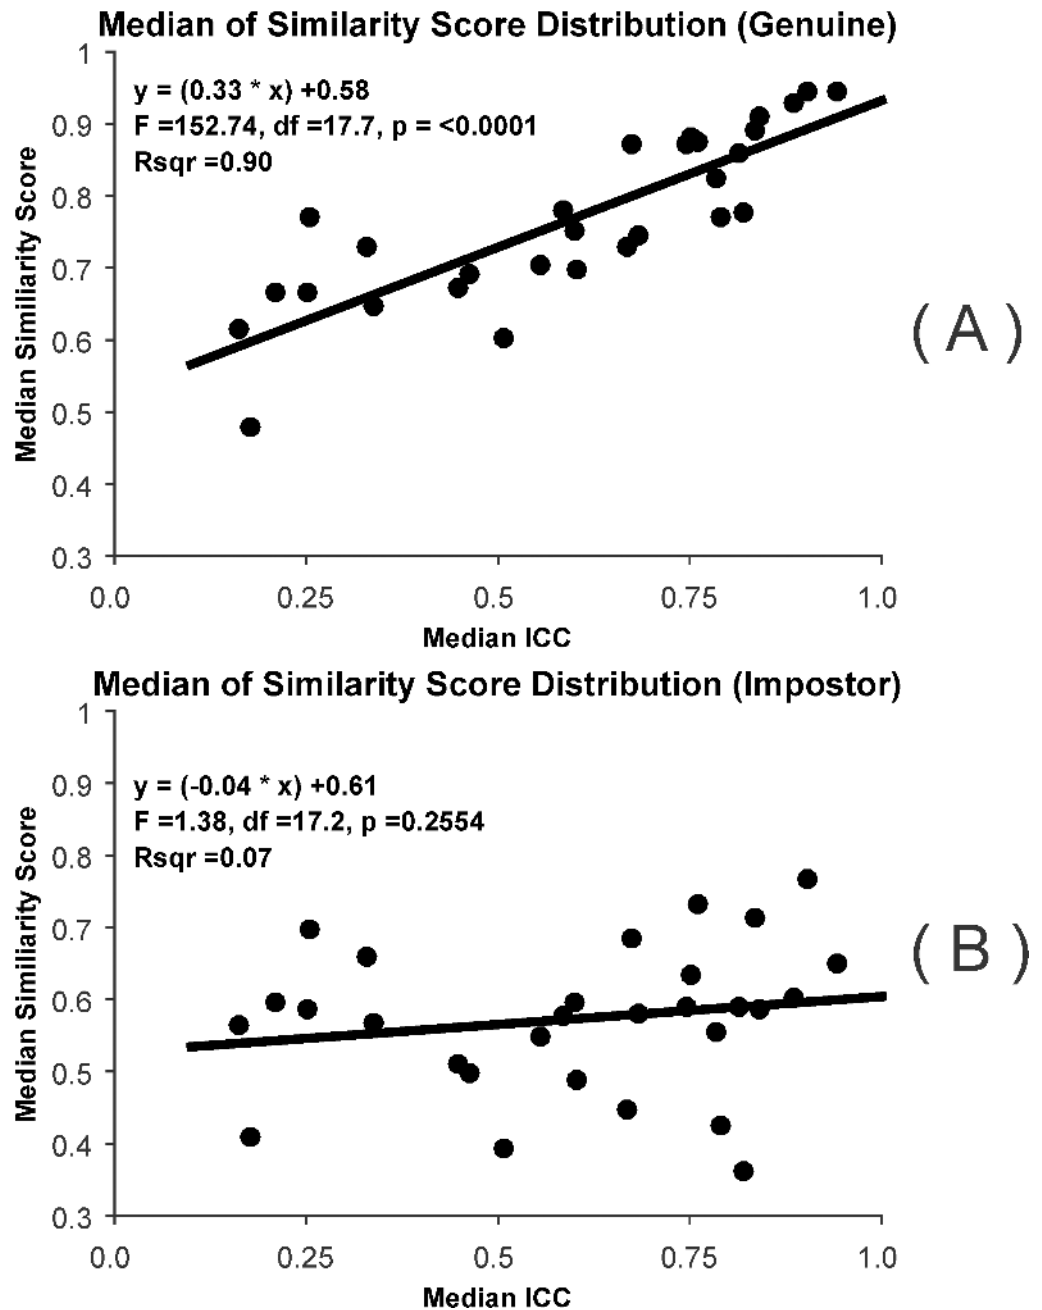 Median of Similarity Score Distribution (Genuine)
y = (0.33 * x) +0.58
F =152.74, df =17.7, p = <0.0001
Rsqr =0.90
Median Similiarity Score
1
0.9
0.8
0.7
0.6
0.5
0.4
0.3
0.0 0.25 0.5 0.75 1.0
Median ICC
( A )
Median of Similarity Score Distribution (Impostor)
y = (-0.04 * x) +0.61
F =1.38, df =17.2, p =0.2554
Rsqr =0.07
Median Similiarity Score
1
0.9
0.8
0.7
0.6
0.5
0.4
0.3
0.0 0.25 0.5 0.75 1.0
Median ICC
( B )